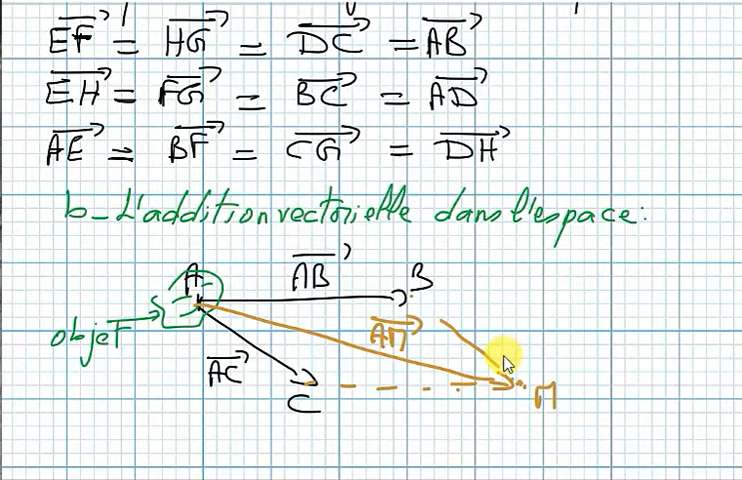 EF = HG = DC = AB
EH = FG = BC = AD
AE = BF = CG = DH
b-L'addition vectorielle dans l'espace:
A AB B
objet
AM
AC
C M